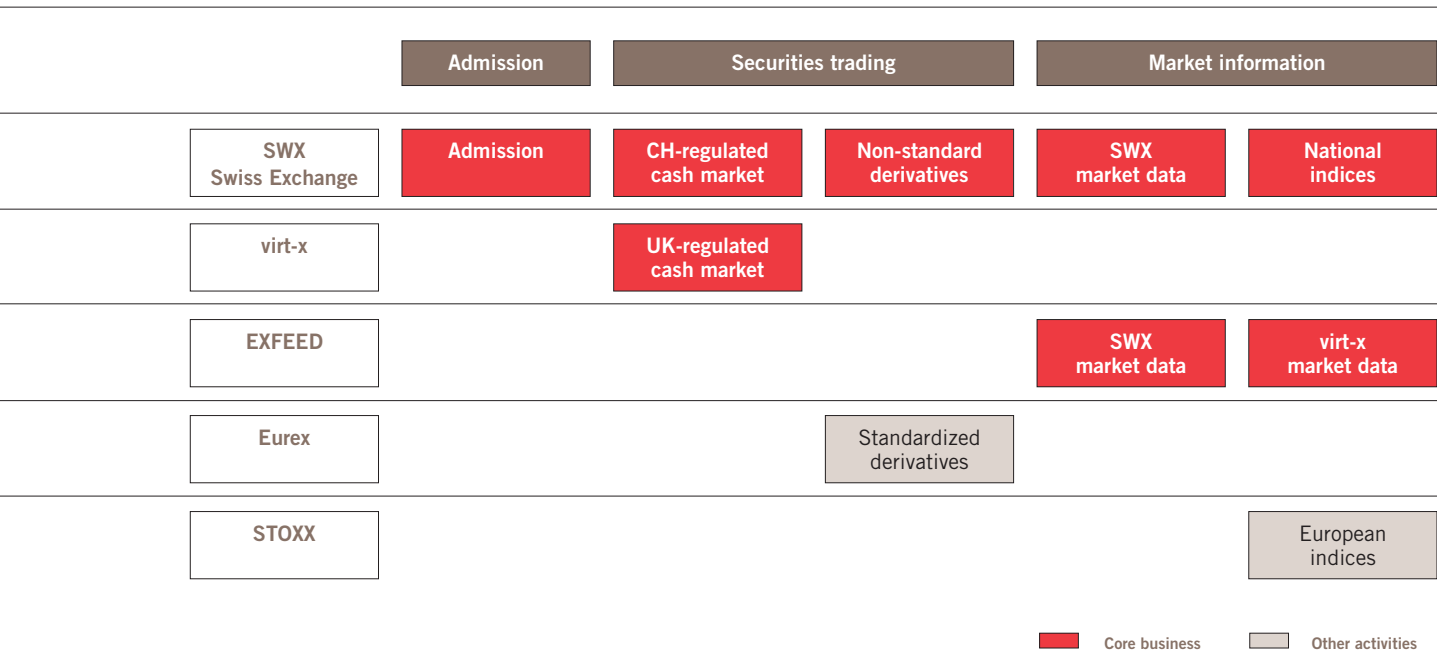 Admission
Securities trading
Market information
SWX
Swiss Exchange
Admission
CH-regulated
cash market
Non-standard
derivatives
SWX
market data
National
indices
virt-x
UK-regulated
cash market
EXFEED
SWX
market data
virt-x
market data
Eurex
Standardized
derivatives
STOXX
European
indices
Core business
Other activities